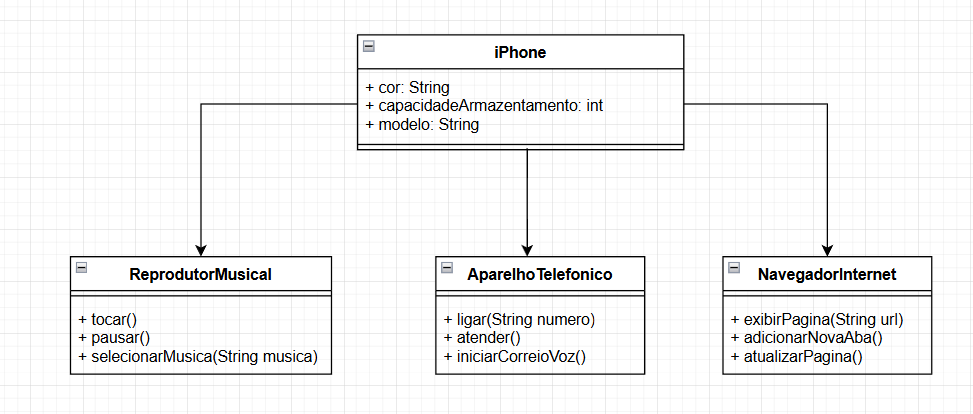 iPhone
+ cor: String
+ capacidadeArmazentamento: int
+ modelo: String
ReprodutorMusical
+ tocar()
+ pausar()
+ selecionarMusica(String musica)
AparelhoTelefonico
+ ligar(String numero)
+ atender()
+ iniciarCorreioVoz()
NavegadorInternet
+ exibirPagina(String url)
+ adicionarNovaAba()
+ atualizarPagina()